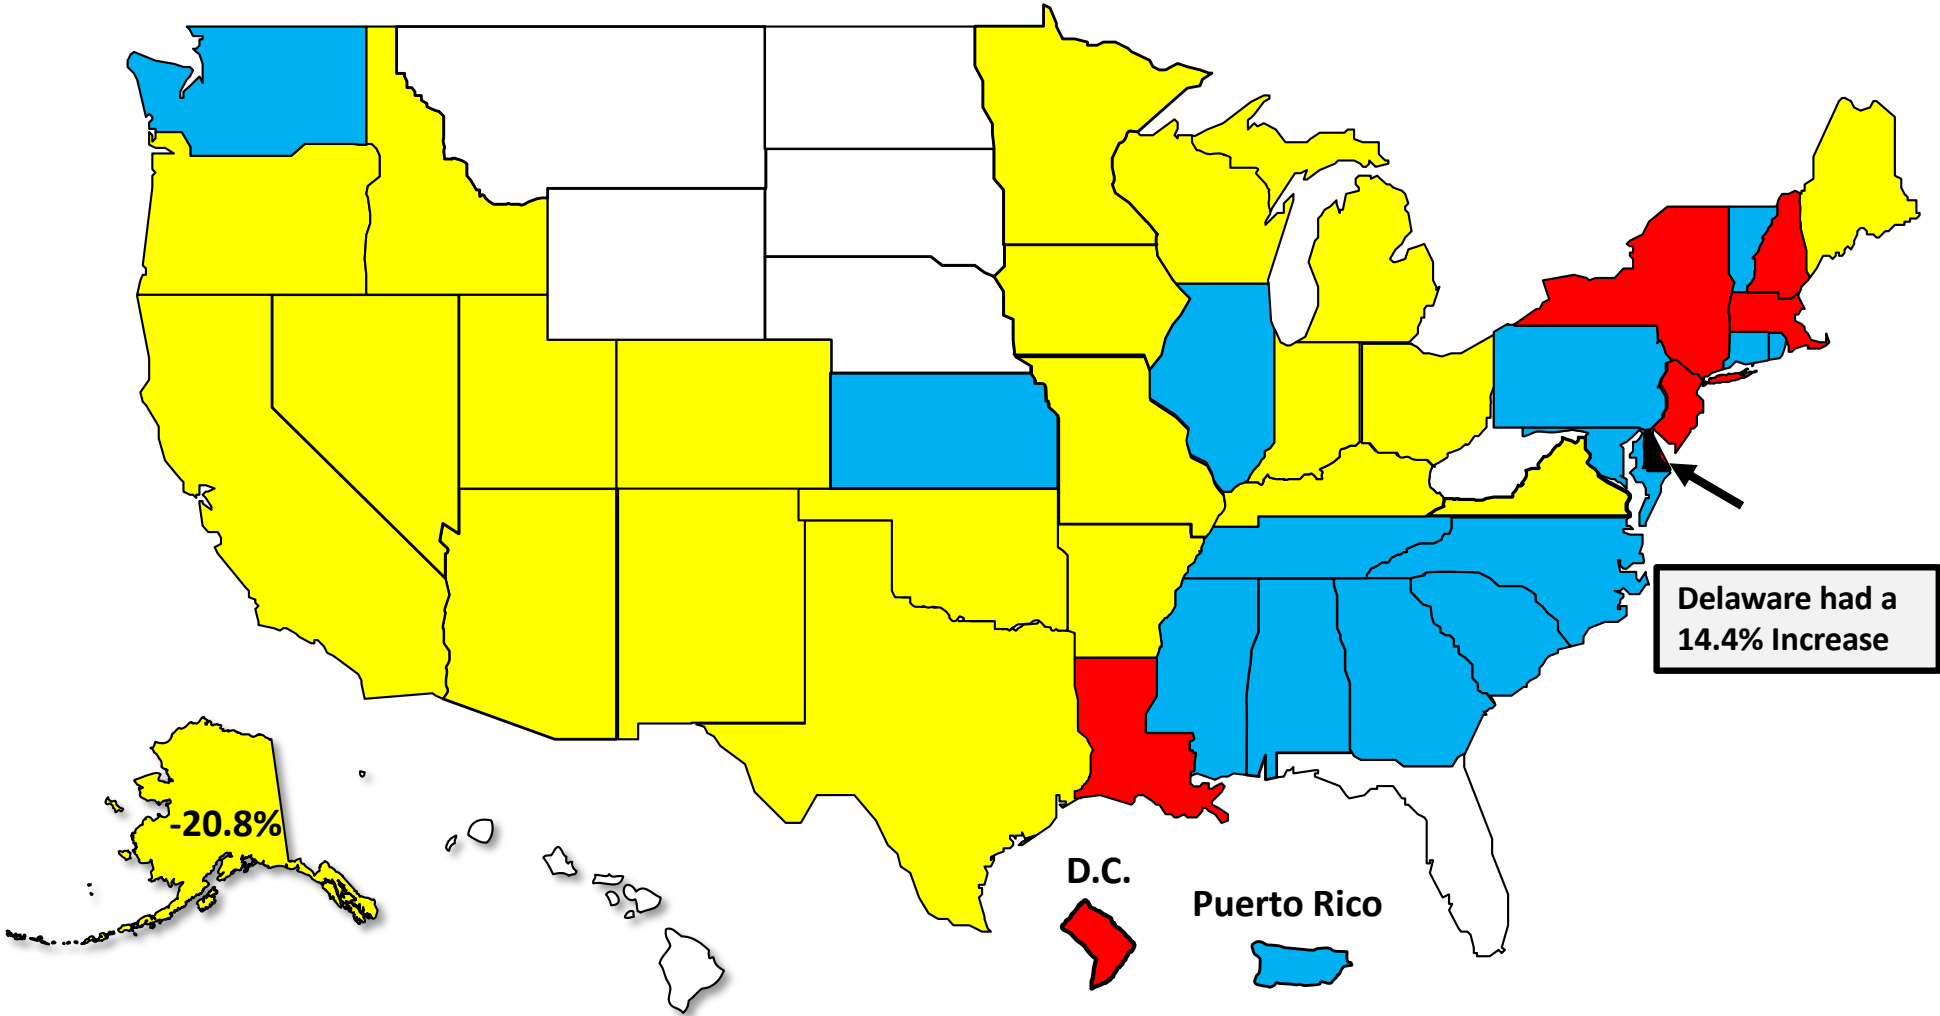 Delaware had a
14.4% Increase
-20.8%
D.C.
Puerto Rico